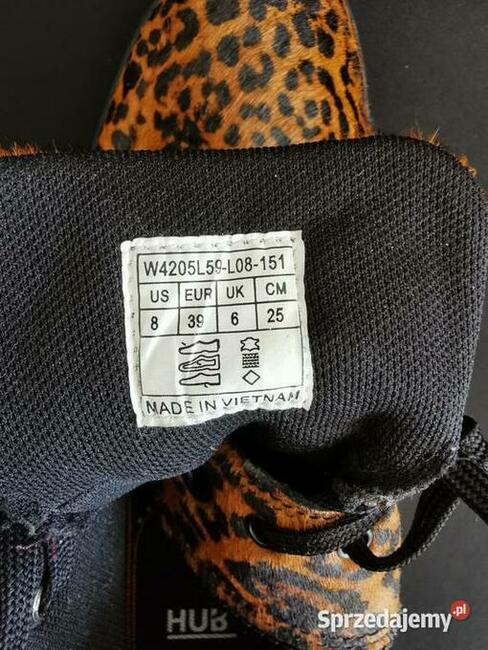 W4205L59-L08-151
US EUR UK CM
8 39 6 25
MADE IN VIETNAM
HUB
Sprzedajemy.pl